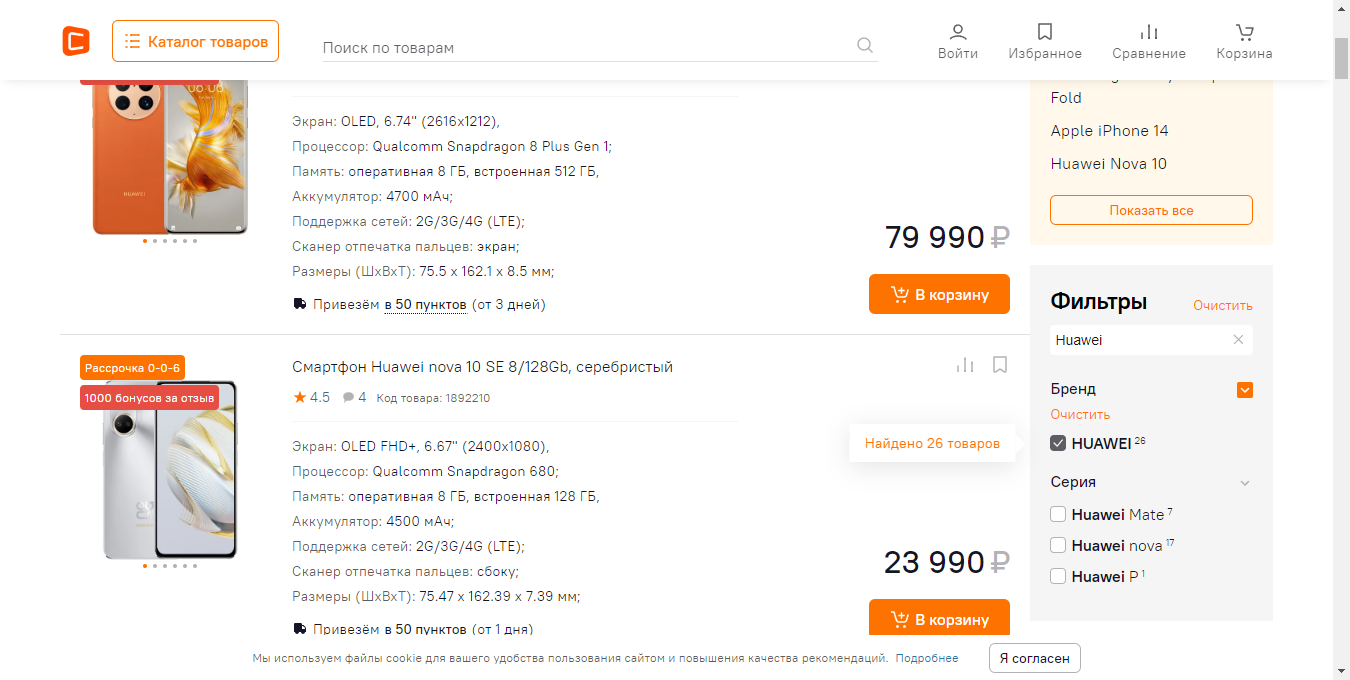 Каталог товаров
Поиск по товарам
Войти
Избранное
Сравнение
Корзина
HUAWEI
Экран: OLED, 6.74" (2616x1212),
Процессор: Qualcomm Snapdragon 8 Plus Gen 1;
Память: оперативная 8 ГБ, встроенная 512 ГБ,
Аккумулятор: 4700 мАч;
Поддержка сетей: 2G/3G/4G (LTE);
Сканер отпечатка пальцев: экран;
Размеры (ШxВxТ): 75.5 x 162.1 x 8.5 мм;
Привезём в 50 пунктов (от 3 дней)
79 990 ₽
В корзину
Рассрочка 0-0-6
1000 бонусов за отзыв
Смартфон Huawei nova 10 SE 8/128Gb, серебристый
4.5 4 Код товара: 1892210
Экран: OLED FHD+, 6.67" (2400x1080),
Процессор: Qualcomm Snapdragon 680;
Память: оперативная 8 ГБ, встроенная 128 ГБ,
Аккумулятор: 4500 мАч;
Поддержка сетей: 2G/3G/4G (LTE);
Сканер отпечатка пальцев: сбоку;
Размеры (ШxВxТ): 75.47 x 162.39 x 7.39 мм;
Привезём в 50 пунктов (от 1 дня)
Найдено 26 товаров
23 990 ₽
В корзину
Fold
Apple iPhone 14
Huawei Nova 10
Показать все
Фильтры
Очистить
Huawei
Бренд
Очистить
HUAWEI 26
Серия
Huawei Mate 7
Huawei nova 17
Huawei P 1
Мы используем файлы cookie для вашего удобства пользования сайтом и повышения качества рекомендаций. Подробнее
Я согласен